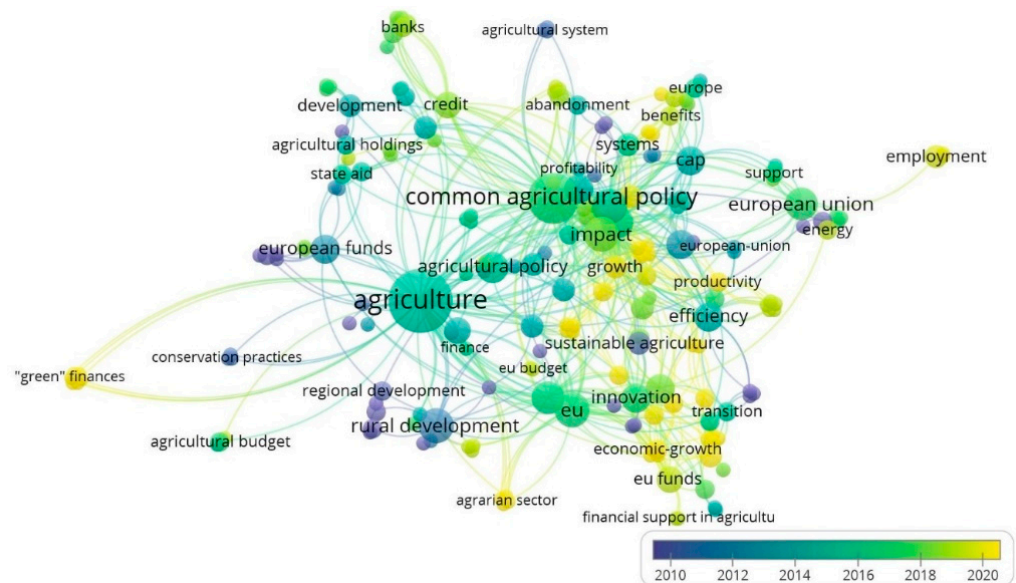 banks
agricultural system
europe
development
credit
abandonment
benefits
agricultural holdings
systems
employment
profitability
cap
state aid
support
common agricultural policy
european union
impact
energy
european funds
european-union
agricultural policy
growth
productivity
agriculture
efficiency
sustainable agriculture
finance
conservation practices
eu budget
"green" finances
regional development
innovation
eu
transition
rural development
agricultural budget
economic-growth
eu funds
agrarian sector
financial support in agricultu
2010 2012 2014 2016 2018 2020